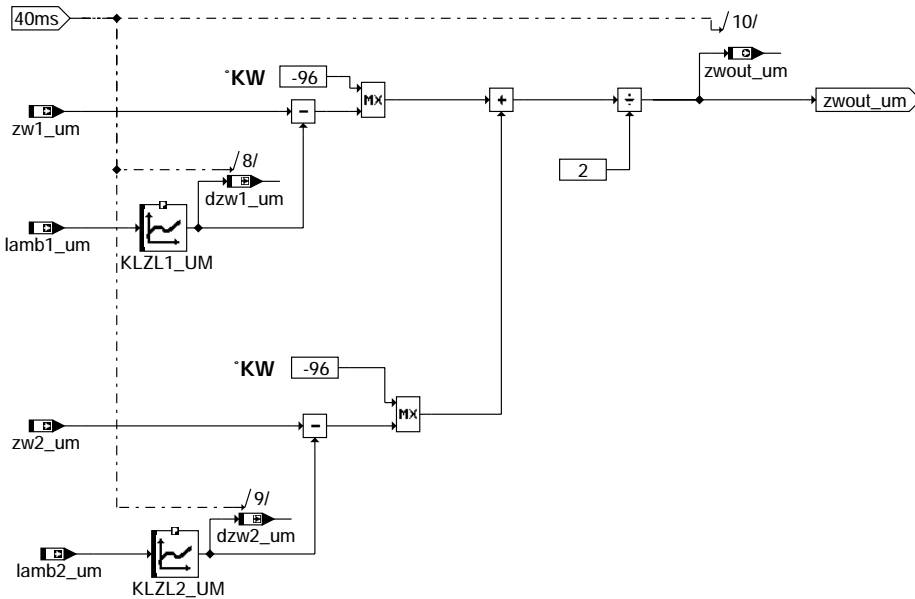 40ms
/10/
zwout_um
°KW
-96
MX
zw1_um
-
+
÷
zwout_um
/8/
2
dzw1_um
lamb1_um
KLZL1_UM
°KW
-96
MX
-
zw2_um
/9/
dzw2_um
lamb2_um
KLZL2_UM